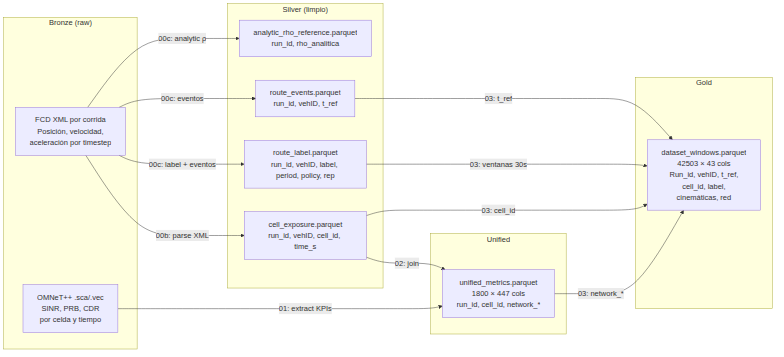 Bronze (raw)
FCD XML por corrida
Posición, velocidad,
aceleración por timestep
OMNeT++ .sca/.vec
SINR, PRB, CDR
por celda y tiempo
00c: analytic ρ
00c: eventos
00c: label + eventos
00b: parse XML
01: extract KPIs
Silver (limpio)
analytic_rho_reference.parquet
run_id, rho_analitica
route_events.parquet
run_id, vehID, t_ref
route_label.parquet
run_id, vehID, label,
period, policy, rep
cell_exposure.parquet
run_id, vehID, cell_id,
time_s
02: join
03: t_ref
03: ventanas 30s
03: cell_id
03: network_*
Unified
unified_metrics.parquet
1800 × 447 cols
run_id, cell_id, network_*
Gold
dataset_windows.parquet
42503 × 43 cols
Run_id, vehID, t_ref,
cell_id, label,
cinemáticas, red